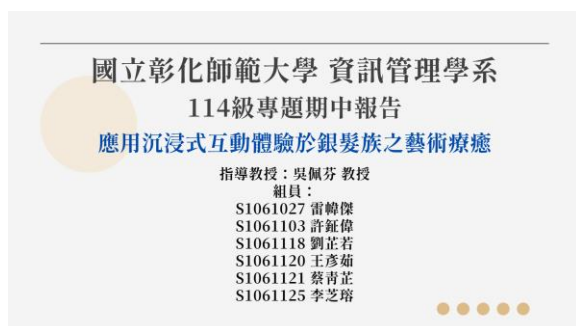 國立彰化師範大學 資訊管理學系
114級專題期中報告
應用沉浸式互動體驗於銀髮族之藝術療癒
指導教授：吳佩芬 教授
組員：
S1061027 雷幃傑
S1061103 許鉦偉
S1061118 劉芷若
S1061120 王彥茹
S1061121 蔡青芷
S1061125 李芝瑢